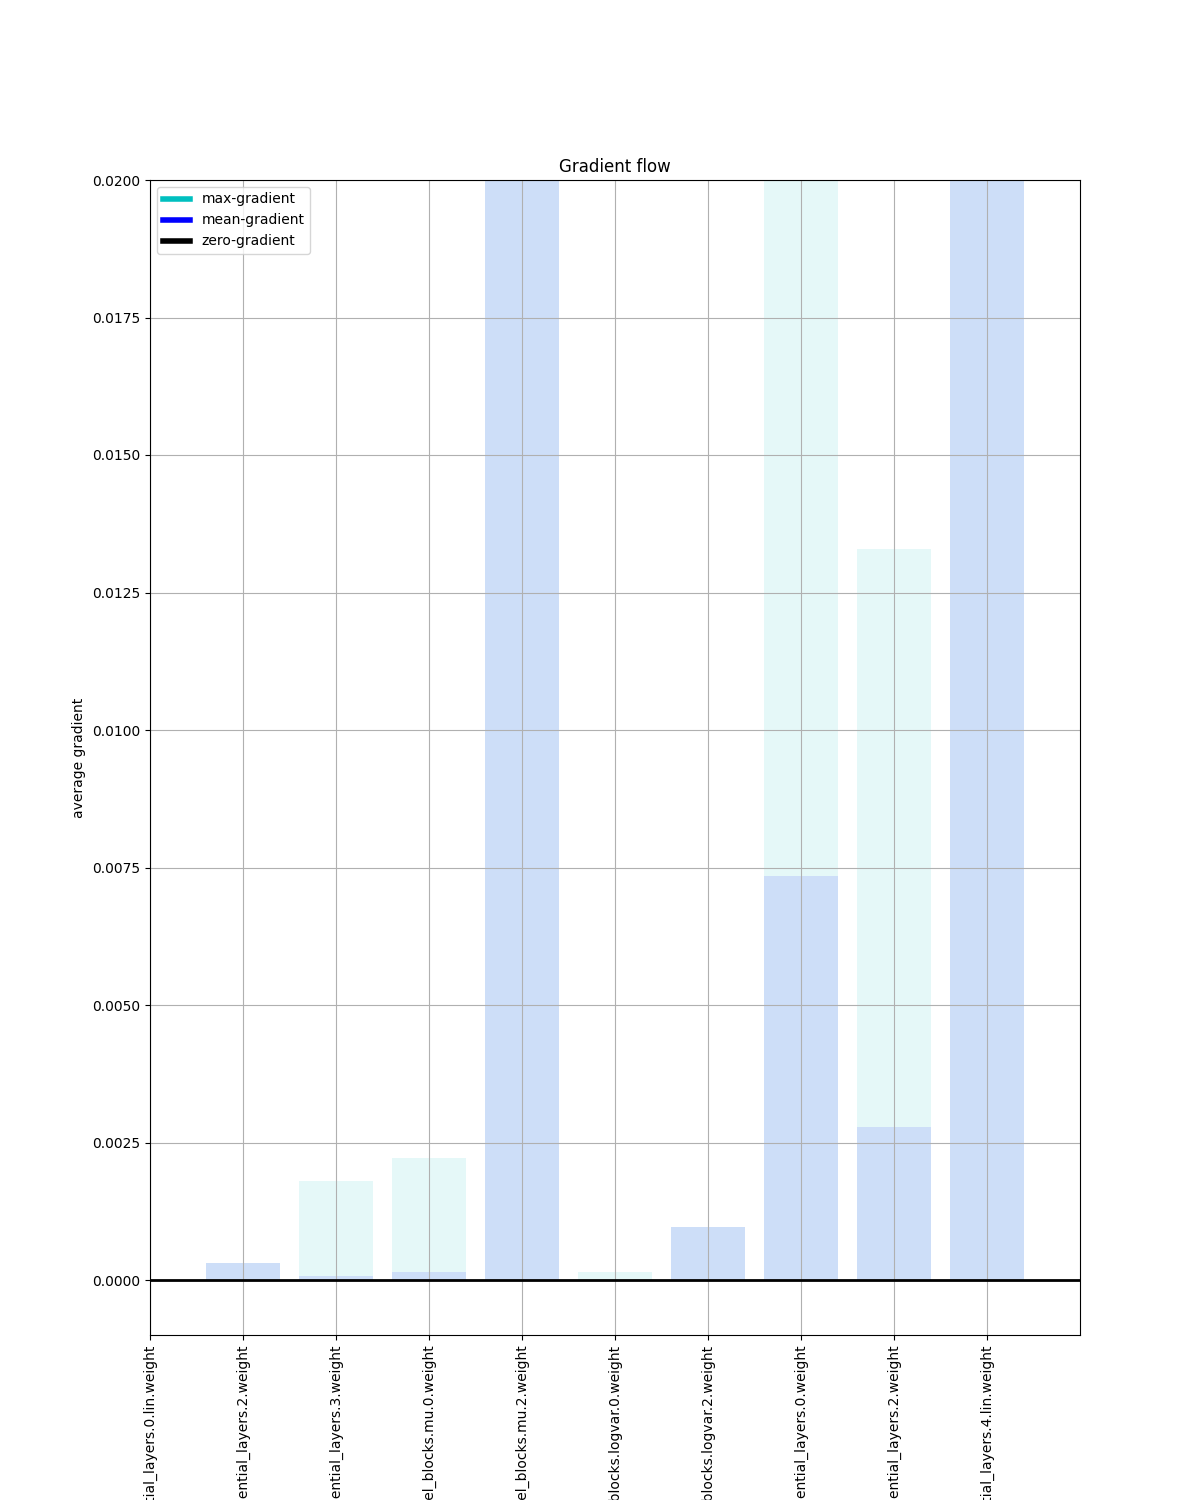 Gradient flow
max-gradient
mean-gradient
zero-gradient
0.0200
0.0175
0.0150
0.0125
0.0100
0.0075
0.0050
0.0025
0.0000
average gradient
tial_layers.0.lin.weight
ential_layers.2.weight
ential_layers.3.weight
el_blocks.mu.0.weight
el_blocks.mu.2.weight
blocks.logvar.0.weight
blocks.logvar.2.weight
ential_layers.0.weight
ential_layers.2.weight
tial_layers.4.lin.weight